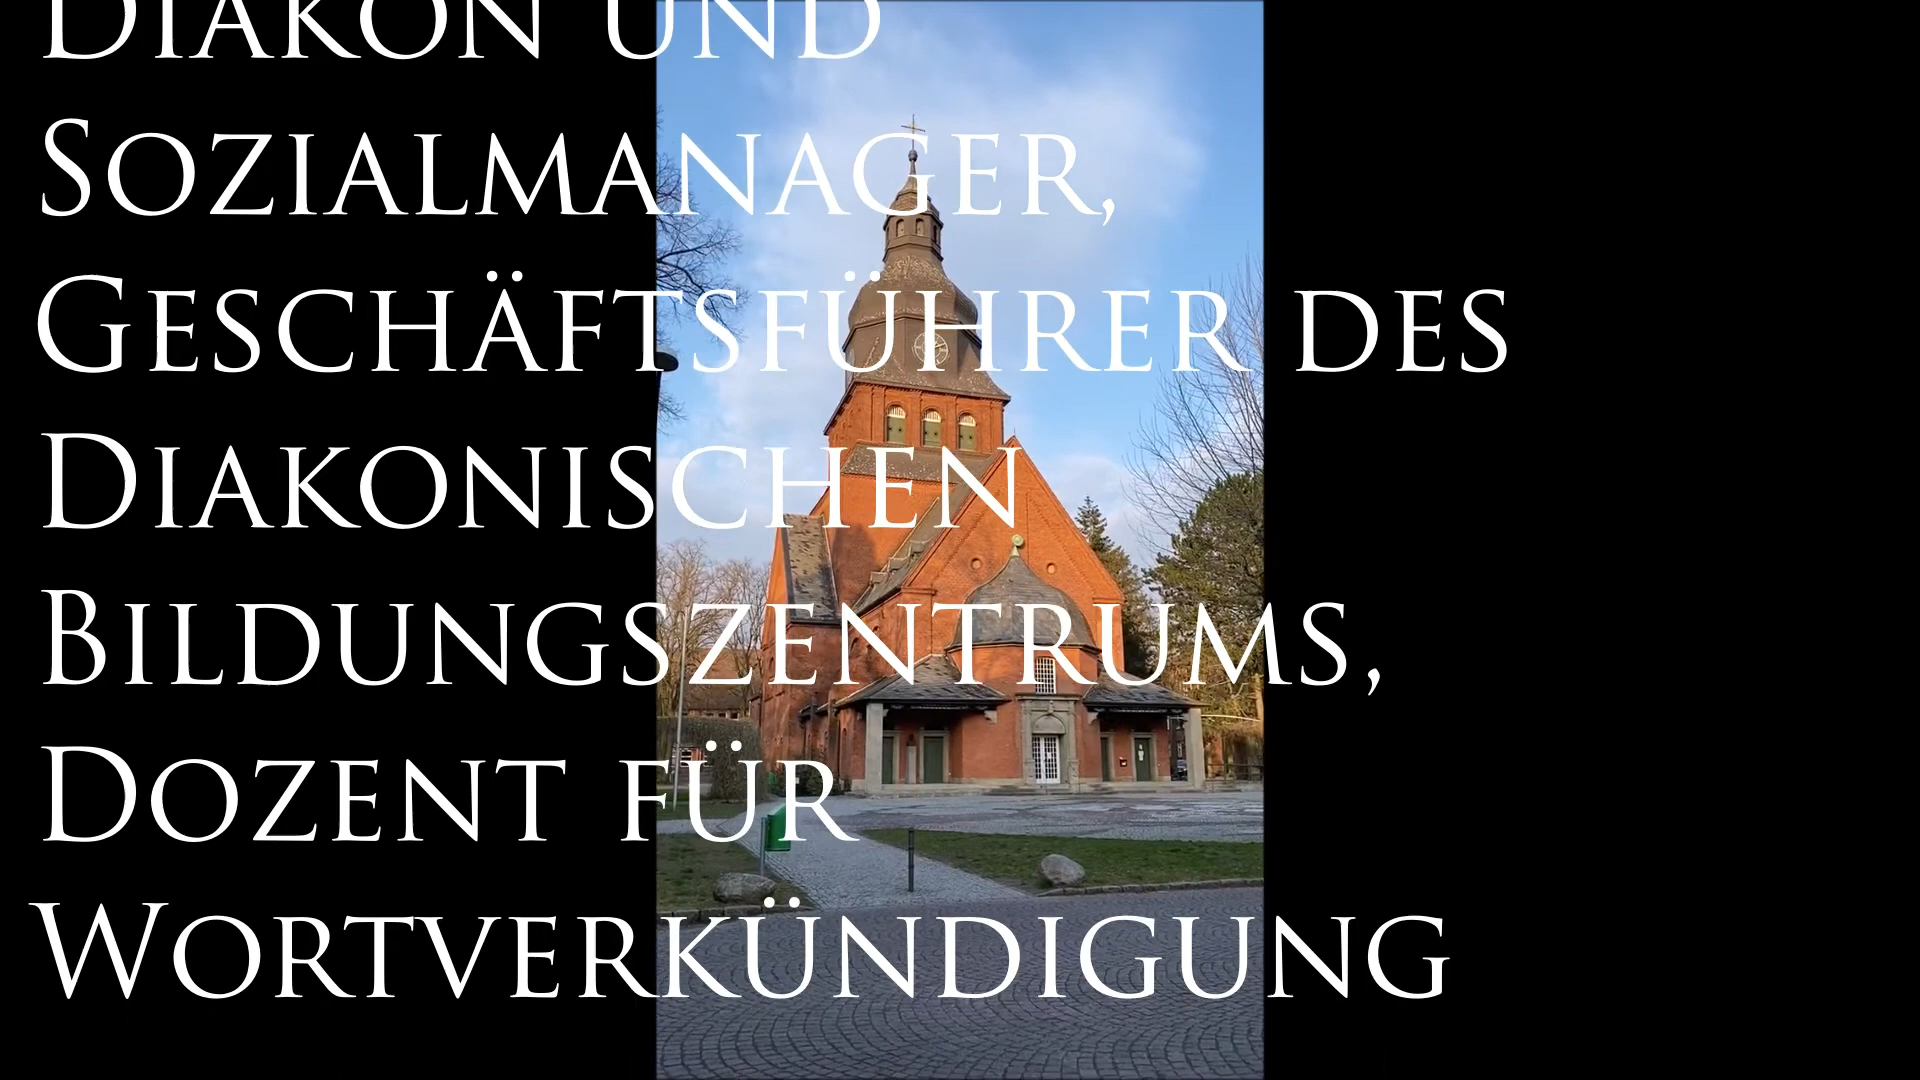 DIAKON UND
SOZIALMANAGER,
GESCHÄFTSFÜHRER DES
DIAKONISCHEN
BILDUNGSZENTRUMS,
DOZENT FÜR
WORTVERKÜNDIGUNG